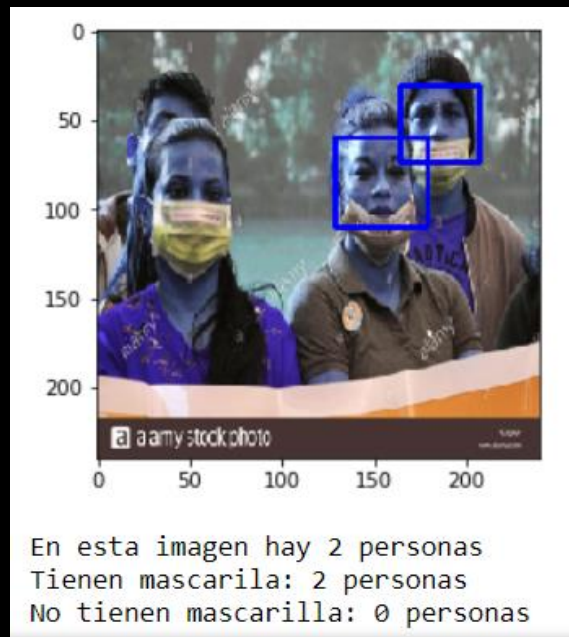 0
50
100
150
200
a alamy stock photo
0 50 100 150 200
En esta imagen hay 2 personas
Tienen mascarila: 2 personas
No tienen mascarilla: 0 personas